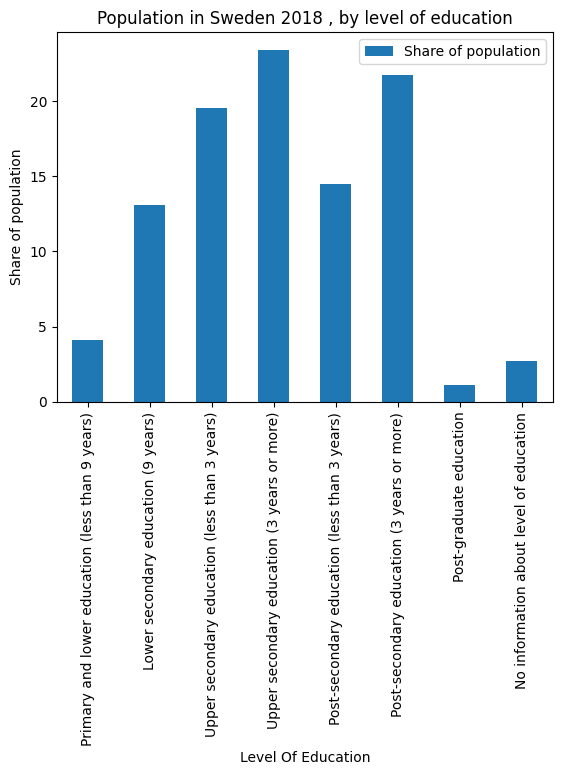 Population in Sweden 2018 , by level of education
Share of population
Share of population
20
15
10
5
0
Primary and lower education (less than 9 years)
Lower secondary education (9 years)
Upper secondary education (less than 3 years)
Upper secondary education (3 years or more)
Post-secondary education (less than 3 years)
Post-secondary education (3 years or more)
Post-graduate education
No information about level of education
Level Of Education